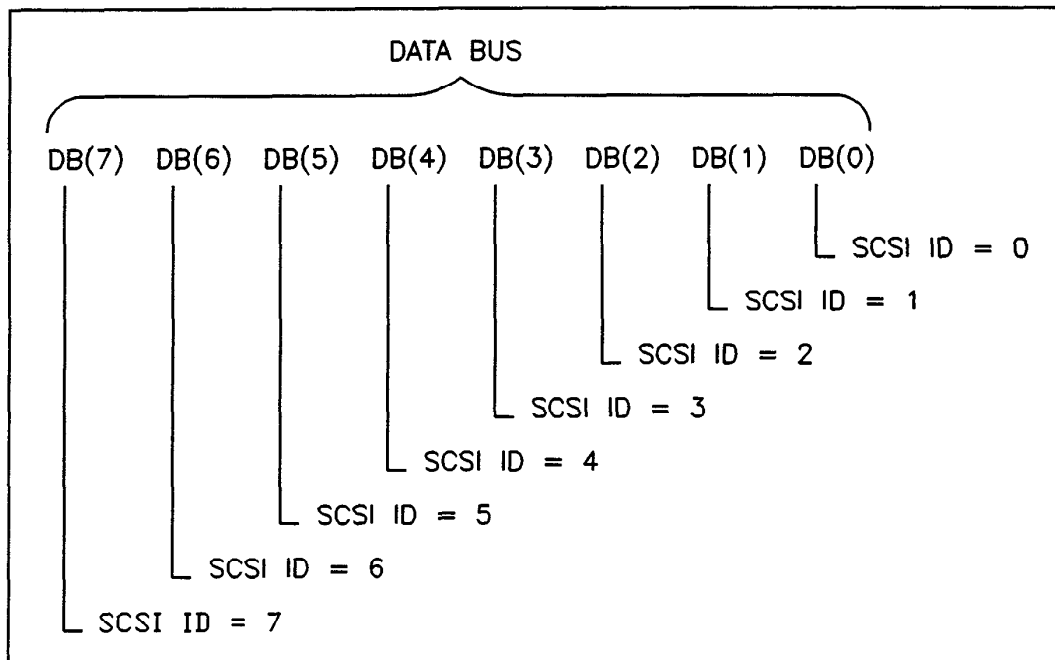 DATA BUS
DB(7) DB(6) DB(5) DB(4) DB(3) DB(2) DB(1) DB(0)
SCSI ID = 0
SCSI ID = 1
SCSI ID = 2
SCSI ID = 3
SCSI ID = 4
SCSI ID = 5
SCSI ID = 6
SCSI ID = 7